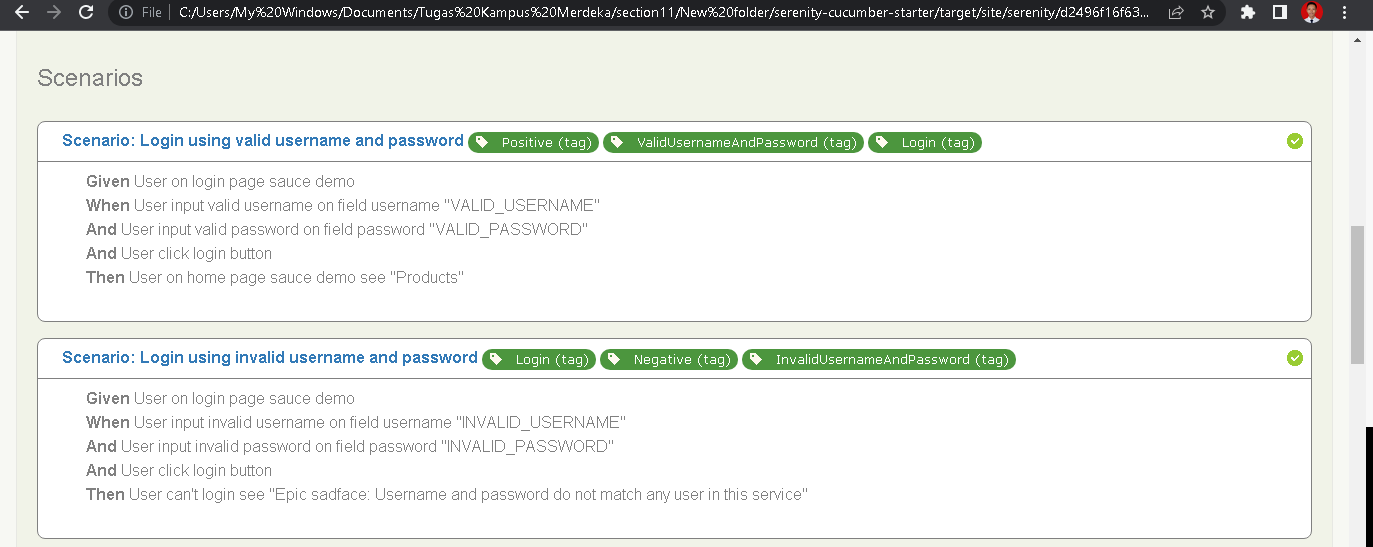 File
C:/Users/My%20Windows/Documents/Tugas%20Kampus%20Merdeka/section11/New%20folder/serenity-cucumber-starter/target/site/serenity/d2496f16f63...
Scenarios
Scenario: Login using valid username and password Positive (tag) ValidUsernameAndPassword (tag) Login (tag)
Given User on login page sauce demo
When User input valid username on field username "VALID_USERNAME"
And User input valid password on field password "VALID_PASSWORD"
And User click login button
Then User on home page sauce demo see "Products"
Scenario: Login using invalid username and password Login (tag) Negative (tag) InvalidUsernameAndPassword (tag)
Given User on login page sauce demo
When User input invalid username on field username "INVALID_USERNAME"
And User input invalid password on field password "INVALID_PASSWORD"
And User click login button
Then User can't login see "Epic sadface: Username and password do not match any user in this service"